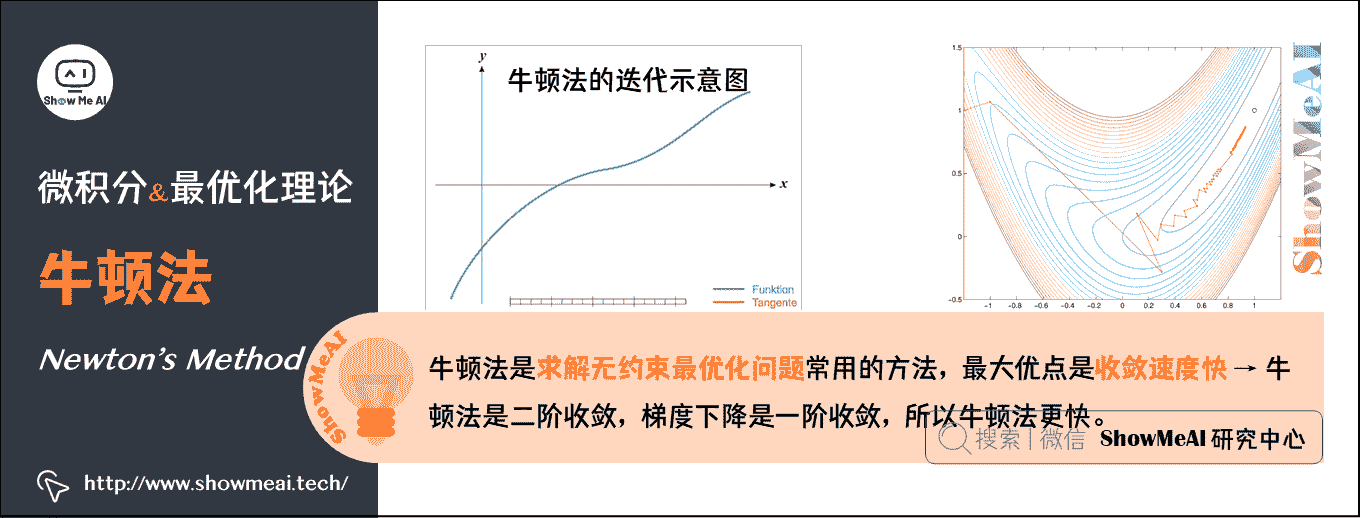 Show Me AI
微积分&最优化理论
牛顿法
Newton's Method
http://www.showmeai.tech/
y
牛顿法的迭代示意图
x
Funktion
Tangente
1.5
1
0.5
0
-0.5
-1 -0.8 -0.6 -0.4 -0.2 0 0.2 0.4 0.6 0.8 1
ShowMeAI
ShowMeAI
牛顿法是求解无约束最优化问题常用的方法，最大优点是收敛速度快→ 牛
顿法是二阶收敛，梯度下降是一阶收敛，所以牛顿法更快。
搜索|微信 ShowMeAI 研究中心